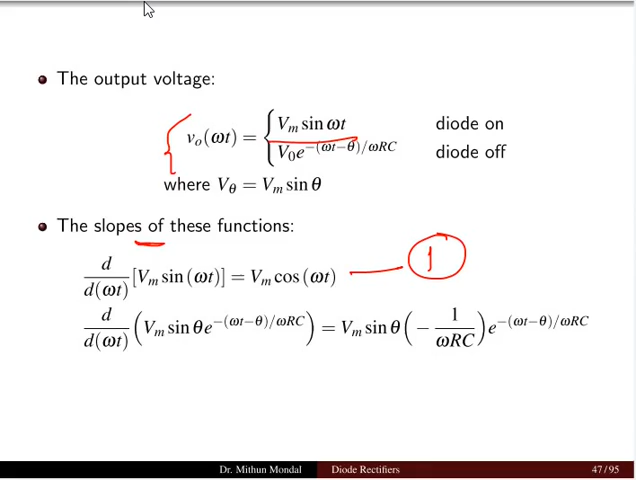 The output voltage:
v_o(ωt) = { V_m sin ωt diode on
V_0 e^{−(ωt−θ)/ωRC} diode off
where V_θ = V_m sin θ
The slopes of these functions:
d/d(ωt) [V_m sin (ωt)] = V_m cos (ωt) — 1
d/d(ωt) (V_m sin θ e^{−(ωt−θ)/ωRC}) = V_m sin θ (− 1/ωRC) e^{−(ωt−θ)/ωRC}
Dr. Mithun Mondal Diode Rectifiers 47 / 95